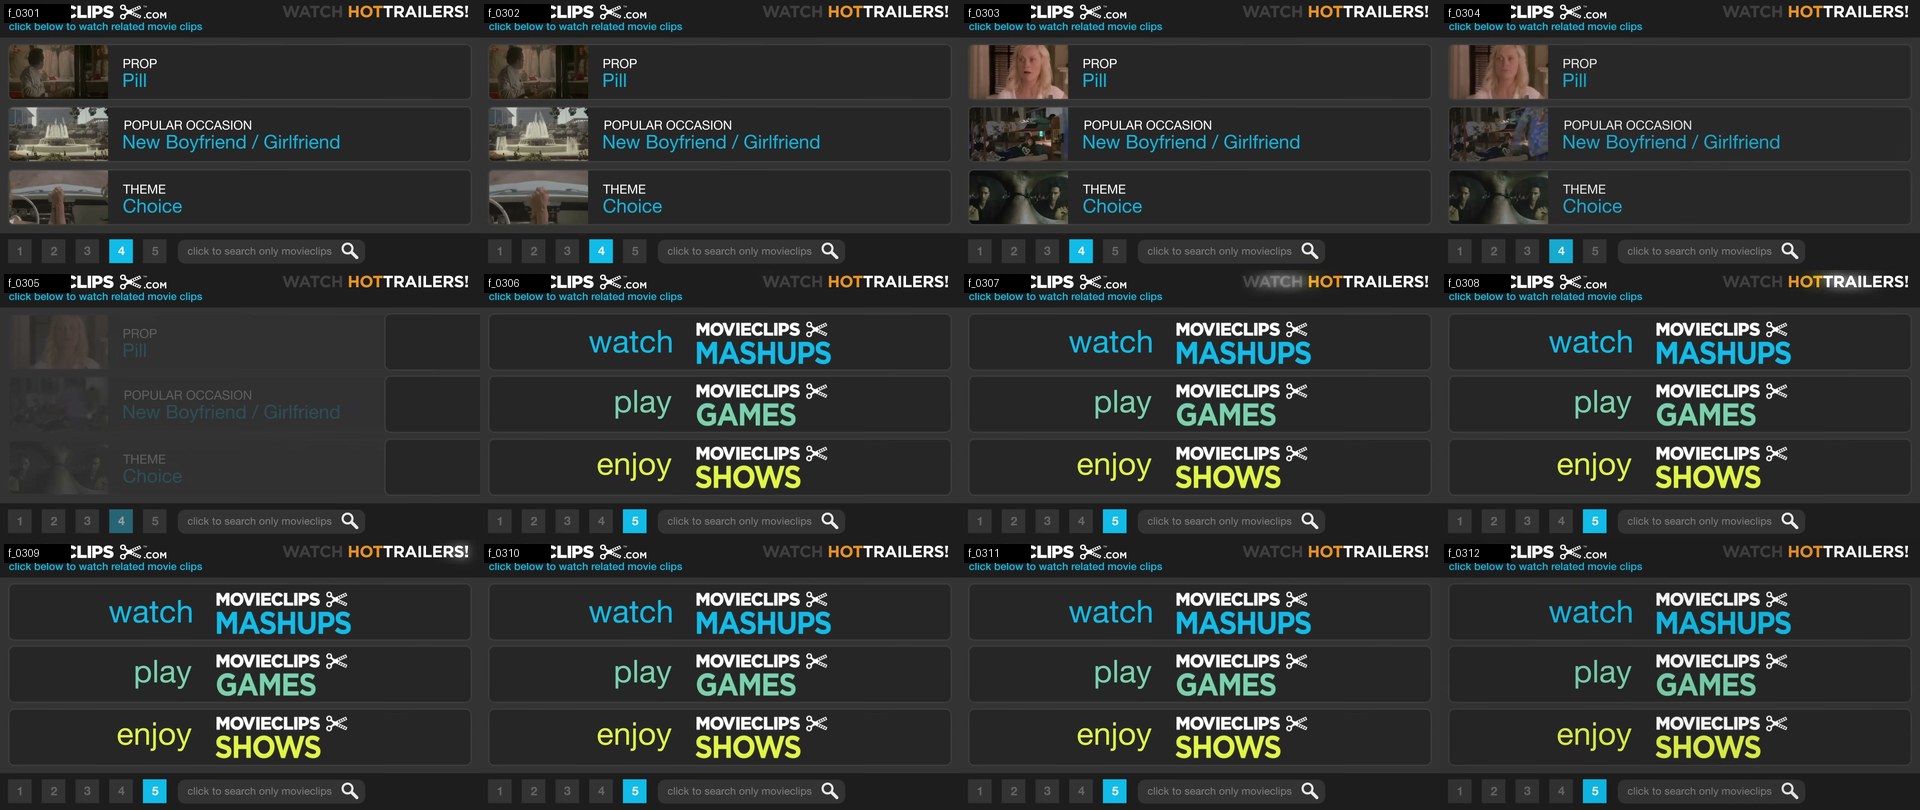 f_0301 CLIPS .com WATCH HOTTRAILERS!
click below to watch related movie clips
PROP
Pill
POPULAR OCCASION
New Boyfriend / Girlfriend
THEME
Choice
1 2 3 4 5 click to search only movieclips
f_0302 CLIPS .com WATCH HOTTRAILERS!
click below to watch related movie clips
PROP
Pill
POPULAR OCCASION
New Boyfriend / Girlfriend
THEME
Choice
1 2 3 4 5 click to search only movieclips
f_0303 CLIPS .com WATCH HOTTRAILERS!
click below to watch related movie clips
PROP
Pill
POPULAR OCCASION
New Boyfriend / Girlfriend
THEME
Choice
1 2 3 4 5 click to search only movieclips
f_0304 CLIPS .com WATCH HOTTRAILERS!
click below to watch related movie clips
PROP
Pill
POPULAR OCCASION
New Boyfriend / Girlfriend
THEME
Choice
1 2 3 4 5 click to search only movieclips
f_0305 CLIPS .com WATCH HOTTRAILERS!
click below to watch related movie clips
PROP
Pill
POPULAR OCCASION
New Boyfriend / Girlfriend
THEME
Choice
1 2 3 4 5 click to search only movieclips
f_0306 CLIPS .com WATCH HOTTRAILERS!
click below to watch related movie clips
watch MOVIECLIPS
MASHUPS
play MOVIECLIPS
GAMES
enjoy MOVIECLIPS
SHOWS
1 2 3 4 5 click to search only movieclips
f_0307 CLIPS .com WATCH HOTTRAILERS!
click below to watch related movie clips
watch MOVIECLIPS
MASHUPS
play MOVIECLIPS
GAMES
enjoy MOVIECLIPS
SHOWS
1 2 3 4 5 click to search only movieclips
f_0308 CLIPS .com WATCH HOTTRAILERS!
click below to watch related movie clips
watch MOVIECLIPS
MASHUPS
play MOVIECLIPS
GAMES
enjoy MOVIECLIPS
SHOWS
1 2 3 4 5 click to search only movieclips
f_0309 CLIPS .com WATCH HOTTRAILERS!
click below to watch related movie clips
watch MOVIECLIPS
MASHUPS
play MOVIECLIPS
GAMES
enjoy MOVIECLIPS
SHOWS
1 2 3 4 5 click to search only movieclips
f_0310 CLIPS .com WATCH HOTTRAILERS!
click below to watch related movie clips
watch MOVIECLIPS
MASHUPS
play MOVIECLIPS
GAMES
enjoy MOVIECLIPS
SHOWS
1 2 3 4 5 click to search only movieclips
f_0311 CLIPS .com WATCH HOTTRAILERS!
click below to watch related movie clips
watch MOVIECLIPS
MASHUPS
play MOVIECLIPS
GAMES
enjoy MOVIECLIPS
SHOWS
1 2 3 4 5 click to search only movieclips
f_0312 CLIPS .com WATCH HOTTRAILERS!
click below to watch related movie clips
watch MOVIECLIPS
MASHUPS
play MOVIECLIPS
GAMES
enjoy MOVIECLIPS
SHOWS
1 2 3 4 5 click to search only movieclips